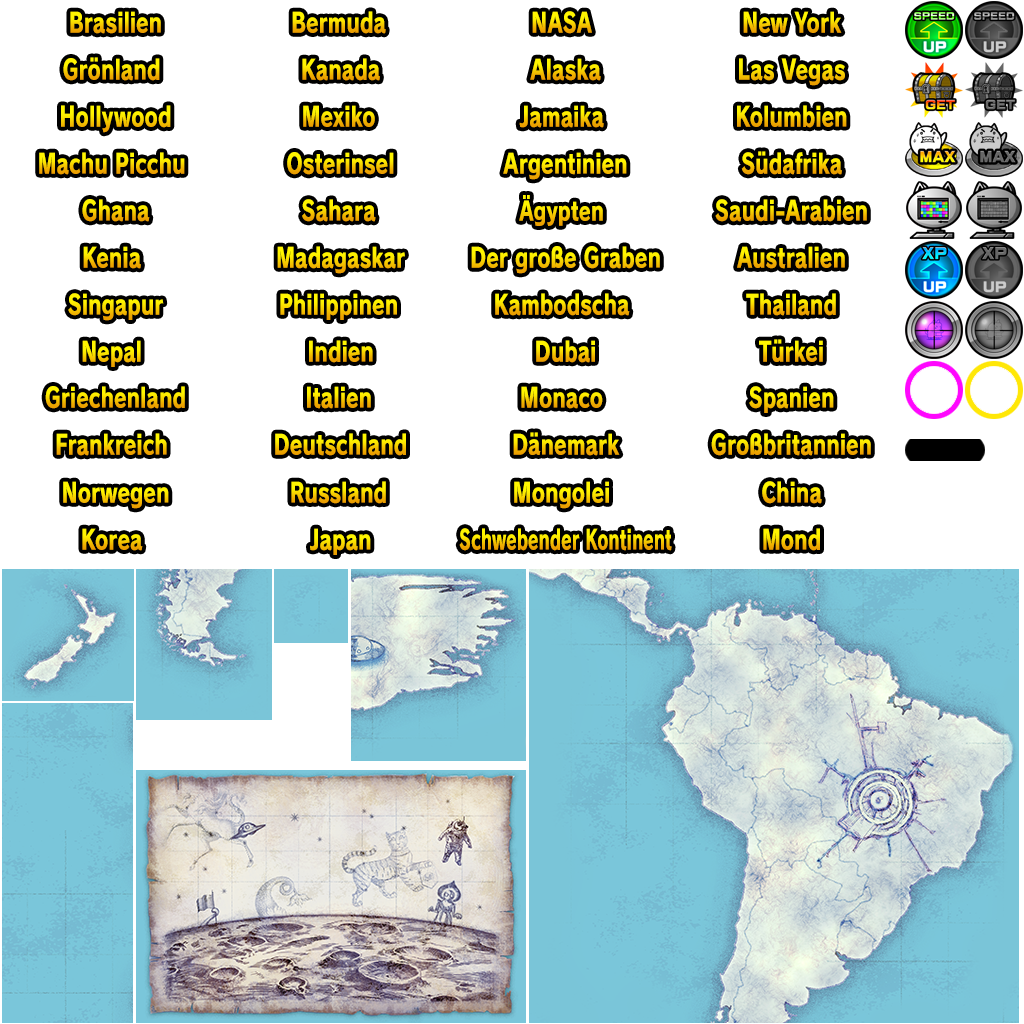 Brasilien Bermuda NASA New York SPEED UP SPEED UP
Grönland Kanada Alaska Las Vegas GET GET
Hollywood Mexiko Jamaika Kolumbien MAX MAX
Machu Picchu Osterinsel Argentinien Südafrika
Ghana Sahara Ägypten Saudi-Arabien
Kenia Madagaskar Der große Graben Australien XP UP XP UP
Singapur Philippinen Kambodscha Thailand
Nepal Indien Dubai Türkei
Griechenland Italien Monaco Spanien
Frankreich Deutschland Dänemark Großbritannien
Norwegen Russland Mongolei China
Korea Japan Schwebender Kontinent Mond